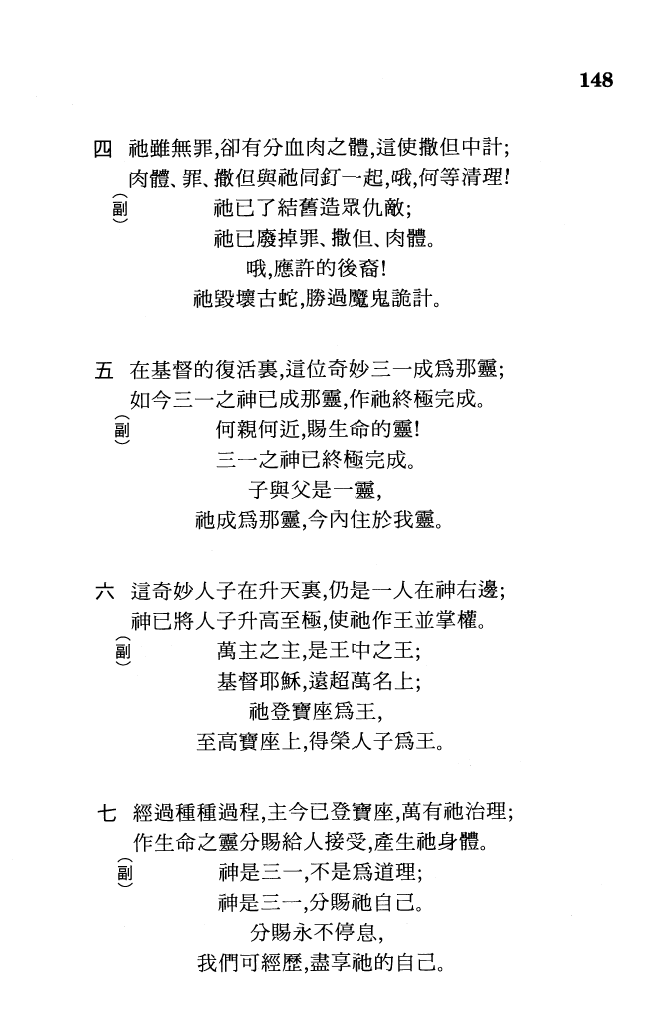 148
四 祂雖無罪,卻有分血肉之體,這使撒但中計;
肉體、罪、撒但與祂同釘一起,哦,何等清理!
(副) 祂已了結舊造眾仇敵;
祂已廢掉罪、撒但、肉體。
哦,應許的後裔!
祂毀壞古蛇,勝過魔鬼詭計。
五 在基督的復活裏,這位奇妙三一成爲那靈;
如今三一之神已成那靈,作祂終極完成。
(副) 何親何近,賜生命的靈!
三一之神已終極完成。
子與父是一靈,
祂成爲那靈,今內住於我靈。
六 這奇妙人子在升天裏,仍是一人在神右邊;
神已將人子升高至極,使祂作王並掌權。
(副) 萬主之主,是王中之王;
基督耶穌,遠超萬名上;
祂登寶座爲王,
至高寶座上,得榮人子爲王。
七 經過種種過程,主今已登寶座,萬有祂治理;
作生命之靈分賜給人接受,產生祂身體。
(副) 神是三一,不是爲道理;
神是三一,分賜祂自己。
分賜永不停息,
我們可經歷,盡享祂的自己。